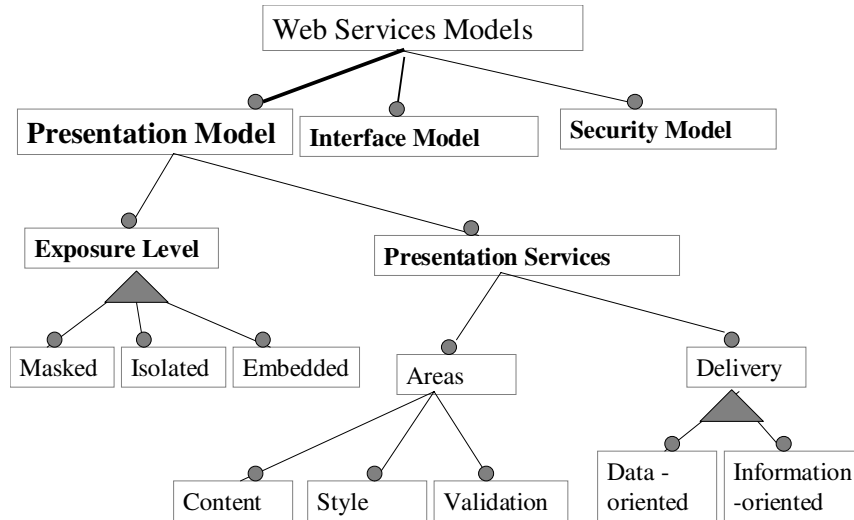 Web Services Models
Presentation Model
Interface Model
Security Model
Exposure Level
Presentation Services
Masked
Isolated
Embedded
Areas
Delivery
Content
Style
Validation
Data -
oriented
Information
-oriented